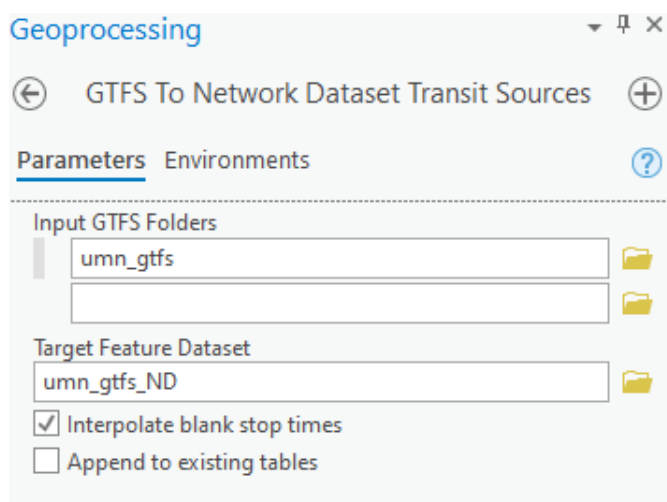 Geoprocessing
GTFS To Network Dataset Transit Sources
Parameters Environments
Input GTFS Folders
umn_gtfs
Target Feature Dataset
umn_gtfs_ND
Interpolate blank stop times
Append to existing tables